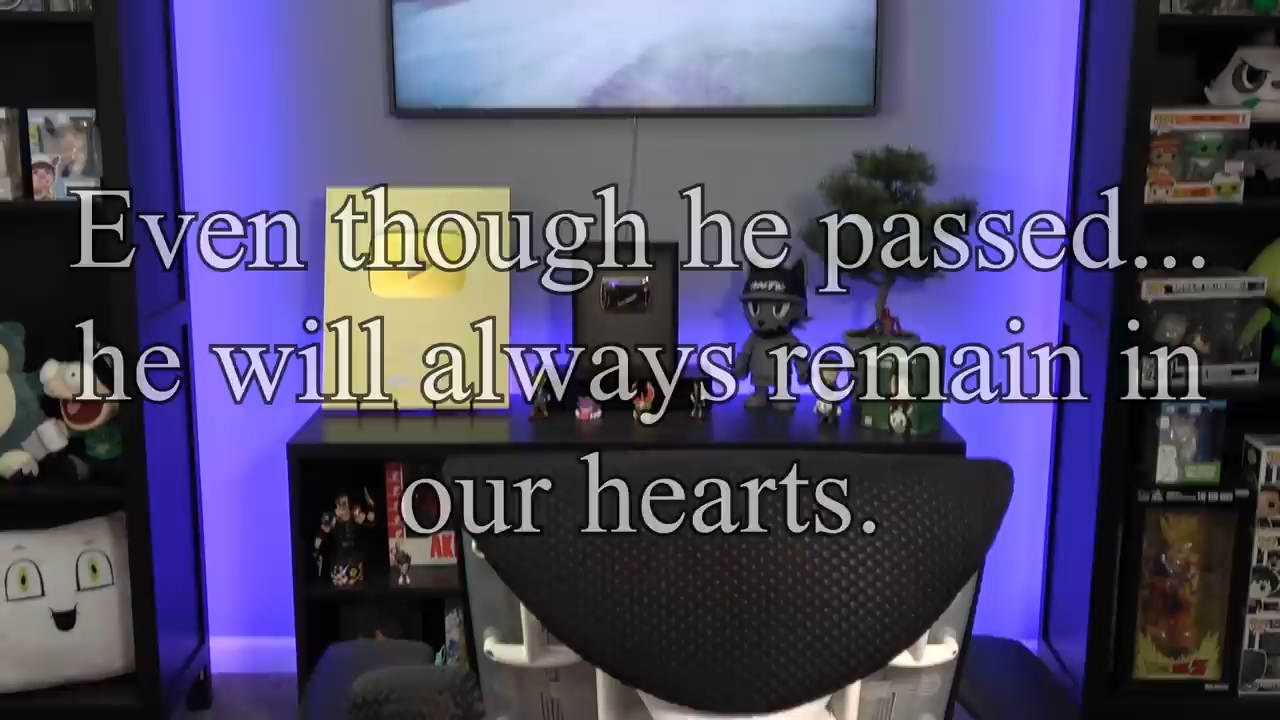 Even though he passed...
he will always remain in
our hearts.